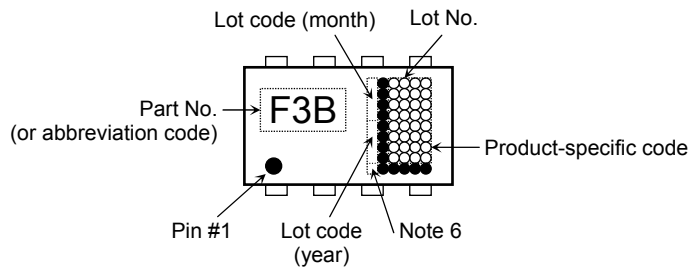 Lot code (month)
Lot No.
Part No.
(or abbreviation code)
F3B
Product-specific code
Pin #1
Lot code
(year)
Note 6